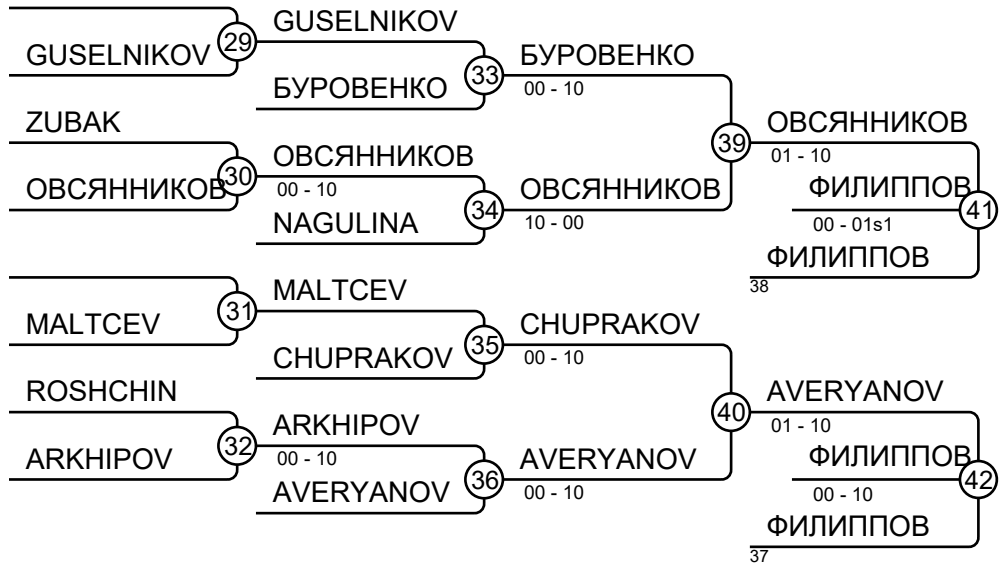 GUSELNIKOV
29
GUSELNIKOV
33
БУРОВЕНКО
БУРОВЕНКО
00 - 10
ZUBAK
39
ОВСЯННИКОВ
01 - 10
ОВСЯННИКОВ
30
ОВСЯННИКОВ
00 - 10
34
ОВСЯННИКОВ
10 - 00
NAGULINA
ФИЛИППОВ
41
00 - 01s1
ФИЛИППОВ
38
31
MALTCEV
MALTCEV
35
CHUPRAKOV
00 - 10
CHUPRAKOV
ROSHCHIN
40
AVERYANOV
01 - 10
32
ARKHIPOV
00 - 10
ARKHIPOV
36
AVERYANOV
00 - 10
AVERYANOV
ФИЛИППОВ
42
00 - 10
ФИЛИППОВ
37